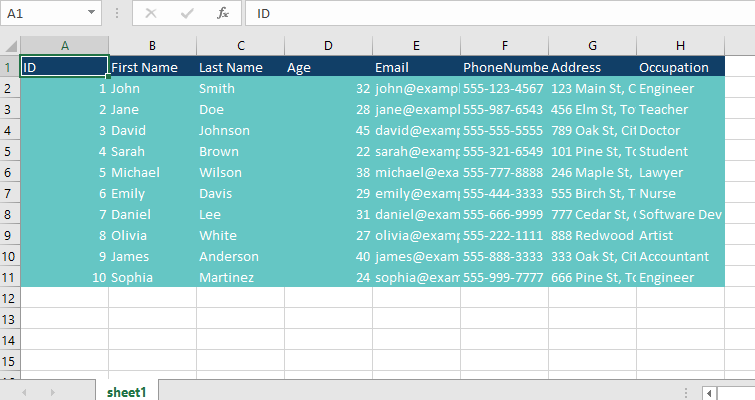 A1 fx ID
A B C D E F G H
1 ID First Name Last Name Age Email PhoneNumbe Address Occupation
2 1 John Smith 32 john@exampl 555-123-4567 123 Main St, C Engineer
3 2 Jane Doe 28 jane@exampl 555-987-6543 456 Elm St, To Teacher
4 3 David Johnson 45 david@exam 555-555-5555 789 Oak St, Cit Doctor
5 4 Sarah Brown 22 sarah@exam 555-321-6549 101 Pine St, To Student
6 5 Michael Wilson 38 michael@exa 555-777-8888 246 Maple St, Lawyer
7 6 Emily Davis 29 emily@exam 555-444-3333 555 Birch St, T Nurse
8 7 Daniel Lee 31 daniel@exam 555-666-9999 777 Cedar St, Software Dev
9 8 Olivia White 27 olivia@exam 555-222-1111 888 Redwood Artist
10 9 James Anderson 40 james@exam 555-888-3333 333 Oak St, Cit Accountant
11 10 Sophia Martinez 24 sophia@exam 555-999-7777 666 Pine St, To Engineer
12
13
14
15
sheet1